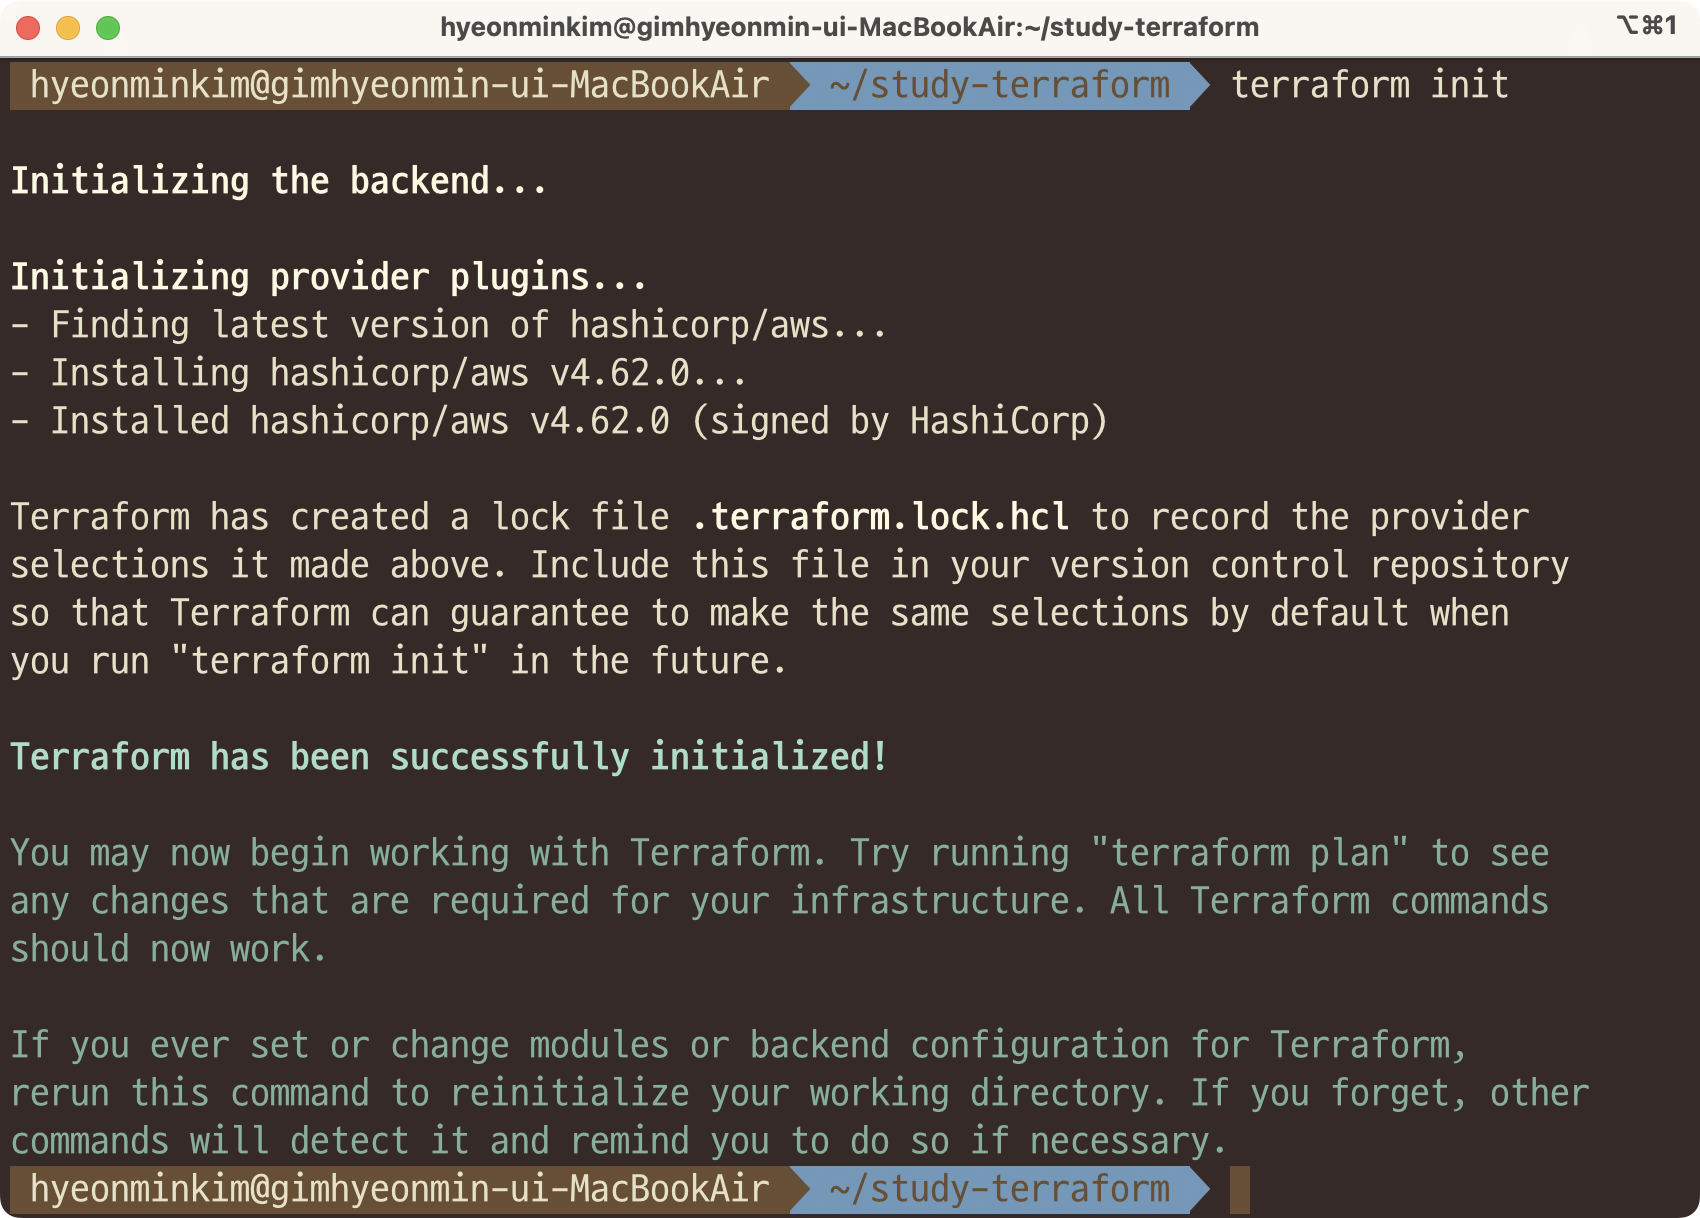 hyeonminkim@gimhyeonmin-ui-MacBookAir:~/study-terraform ⌥⌘1
hyeonminkim@gimhyeonmin-ui-MacBookAir ~/study-terraform terraform init
Initializing the backend...
Initializing provider plugins...
- Finding latest version of hashicorp/aws...
- Installing hashicorp/aws v4.62.0...
- Installed hashicorp/aws v4.62.0 (signed by HashiCorp)
Terraform has created a lock file .terraform.lock.hcl to record the provider
selections it made above. Include this file in your version control repository
so that Terraform can guarantee to make the same selections by default when
you run "terraform init" in the future.
Terraform has been successfully initialized!
You may now begin working with Terraform. Try running "terraform plan" to see
any changes that are required for your infrastructure. All Terraform commands
should now work.
If you ever set or change modules or backend configuration for Terraform,
rerun this command to reinitialize your working directory. If you forget, other
commands will detect it and remind you to do so if necessary.
hyeonminkim@gimhyeonmin-ui-MacBookAir ~/study-terraform